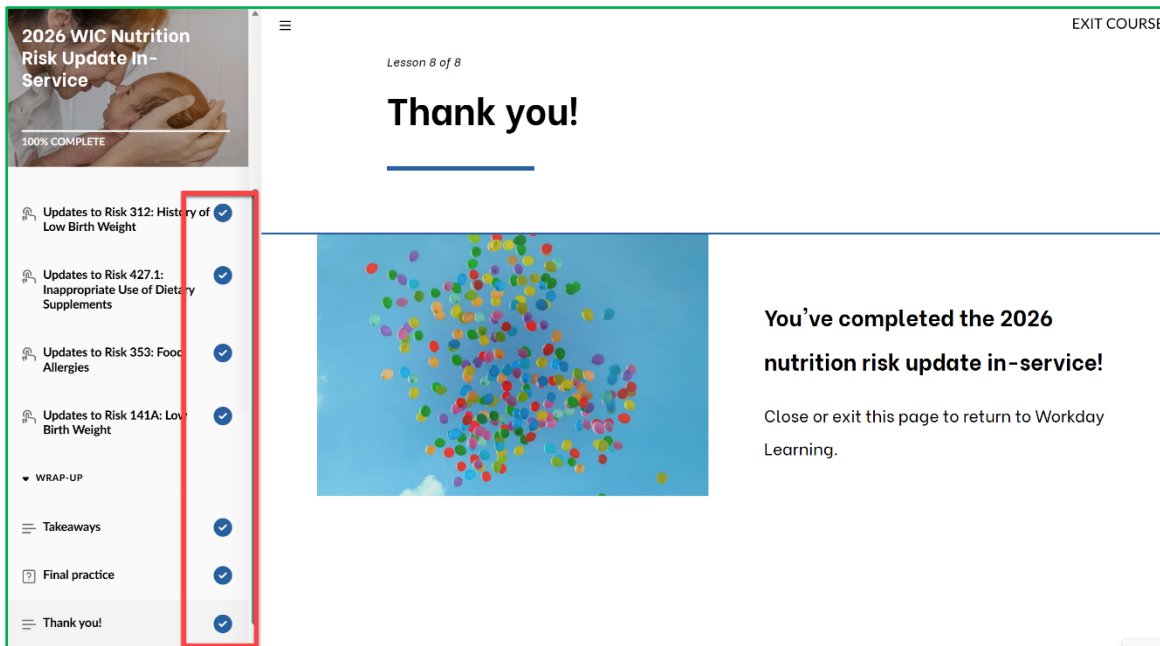 2026 WIC Nutrition
Risk Update In-
Service
100% COMPLETE
Updates to Risk 312: History of
Low Birth Weight
Updates to Risk 427.1:
Inappropriate Use of Dietary
Supplements
Updates to Risk 353: Food
Allergies
Updates to Risk 141A: Low
Birth Weight
WRAP-UP
Takeaways
Final practice
Thank you!
EXIT COURSE
Lesson 8 of 8
Thank you!
You've completed the 2026
nutrition risk update in-service!
Close or exit this page to return to Workday
Learning.